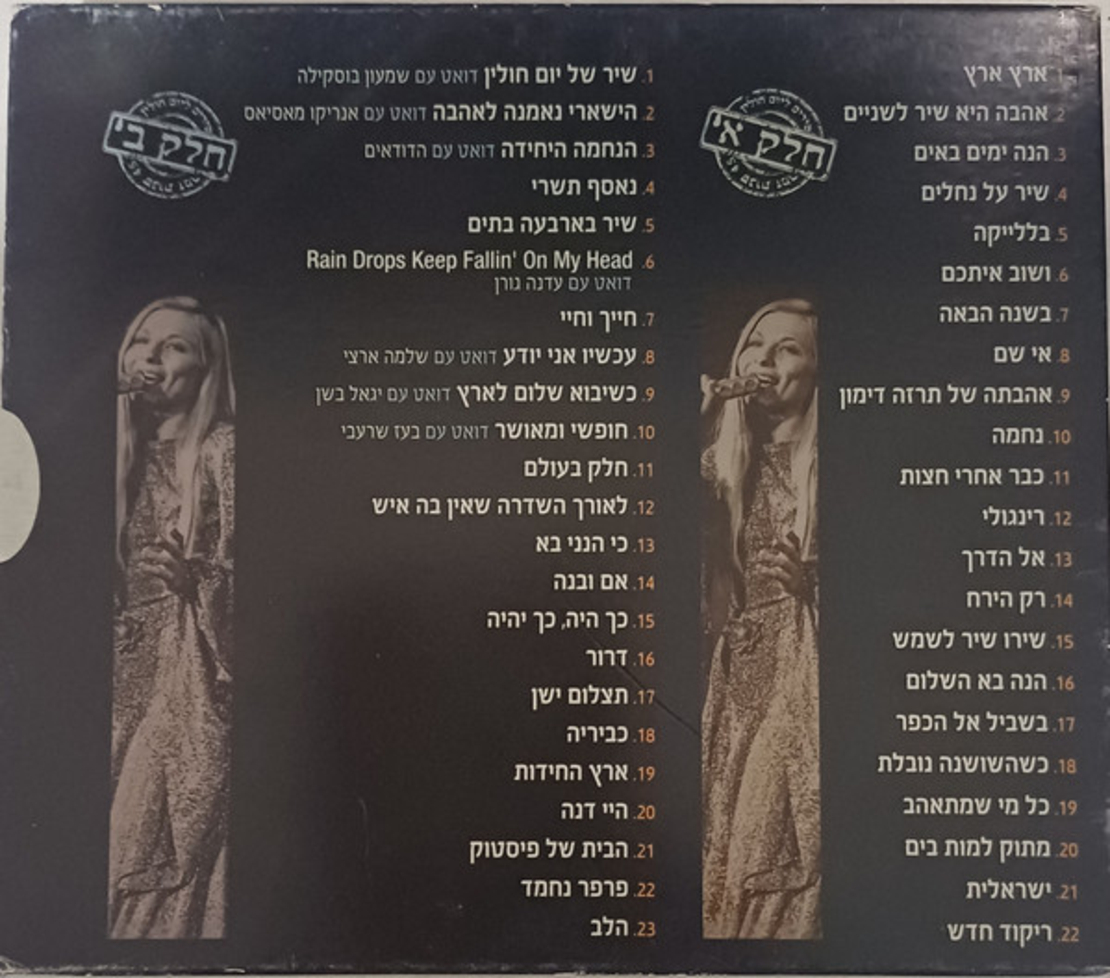 חלק א'
1. ארץ ארץ
2. אהבה היא שיר לשניים
3. הנה ימים באים
4. שיר על נחלים
5. בללייקה
6. ושוב איתכם
7. בשנה הבאה
8. אי שם
9. אהבתה של תרזה דימון
10. נחמה
11. כבר אחרי חצות
12. רינגולי
13. אל הדרך
14. רק הירח
15. שירו שיר לשמש
16. הנה בא השלום
17. בשביל אל הכפר
18. כשהשושנה נובלת
19. כל מי שמתאהב
20. מתוק למות בים
21. ישראלית
22. ריקוד חדש
חלק ב'
1. שיר של יום חולין דואט עם שמעון בוסקילה
2. הישארי נאמנה לאהבה דואט עם אנריקו מאסיאס
3. הנחמה היחידה דואט עם הדודאים
4. נאסף תשרי
5. שיר בארבעה בתים
6. Rain Drops Keep Fallin' On My Head
דואט עם עדנה גורן
7. חייך וחיי
8. עכשיו אני יודע דואט עם שלמה ארצי
9. כשיבוא שלום לארץ דואט עם יגאל בשן
10. חופשי ומאושר דואט עם בעז שרעבי
11. חלק בעולם
12. לאורך השדרה שאין בה איש
13. כי הנני בא
14. אם ובנה
15. כך היה, כך יהיה
16. דרור
17. תצלום ישן
18. כביריה
19. ארץ החידות
20. היי דנה
21. הבית של פיסטוק
22. פרפר נחמד
23. הלב